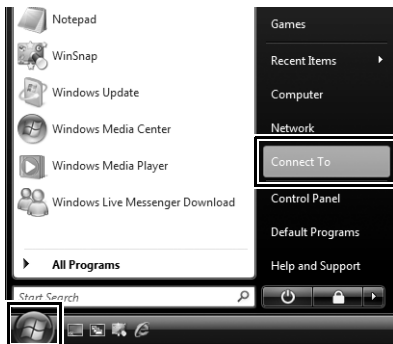 Notepad
WinSnap
Windows Update
Windows Media Center
Windows Media Player
Windows Live Messenger Download
All Programs
Start Search
Games
Recent Items
Computer
Network
Connect To
Control Panel
Default Programs
Help and Support